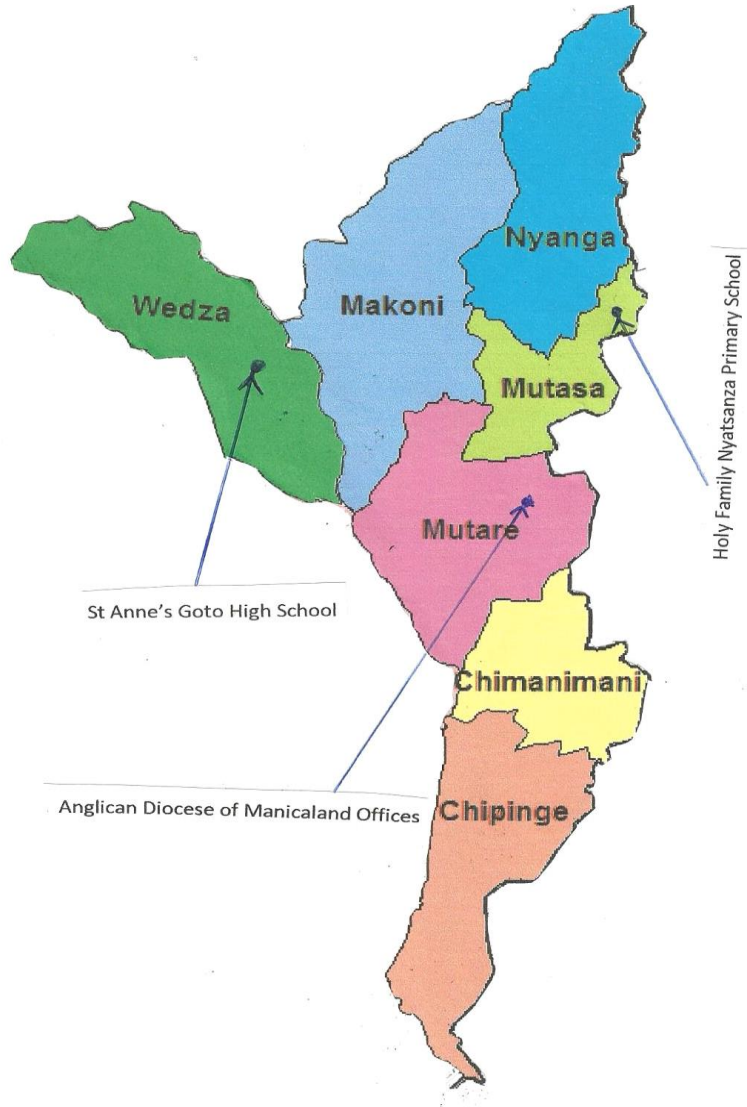 Nyanga
Wedza
Makoni
Mutasa
Holy Family Nyatsanza Primary School
Mutare
St Anne's Goto High School
Chimanimani
Anglican Diocese of Manicaland Offices
Chipinge